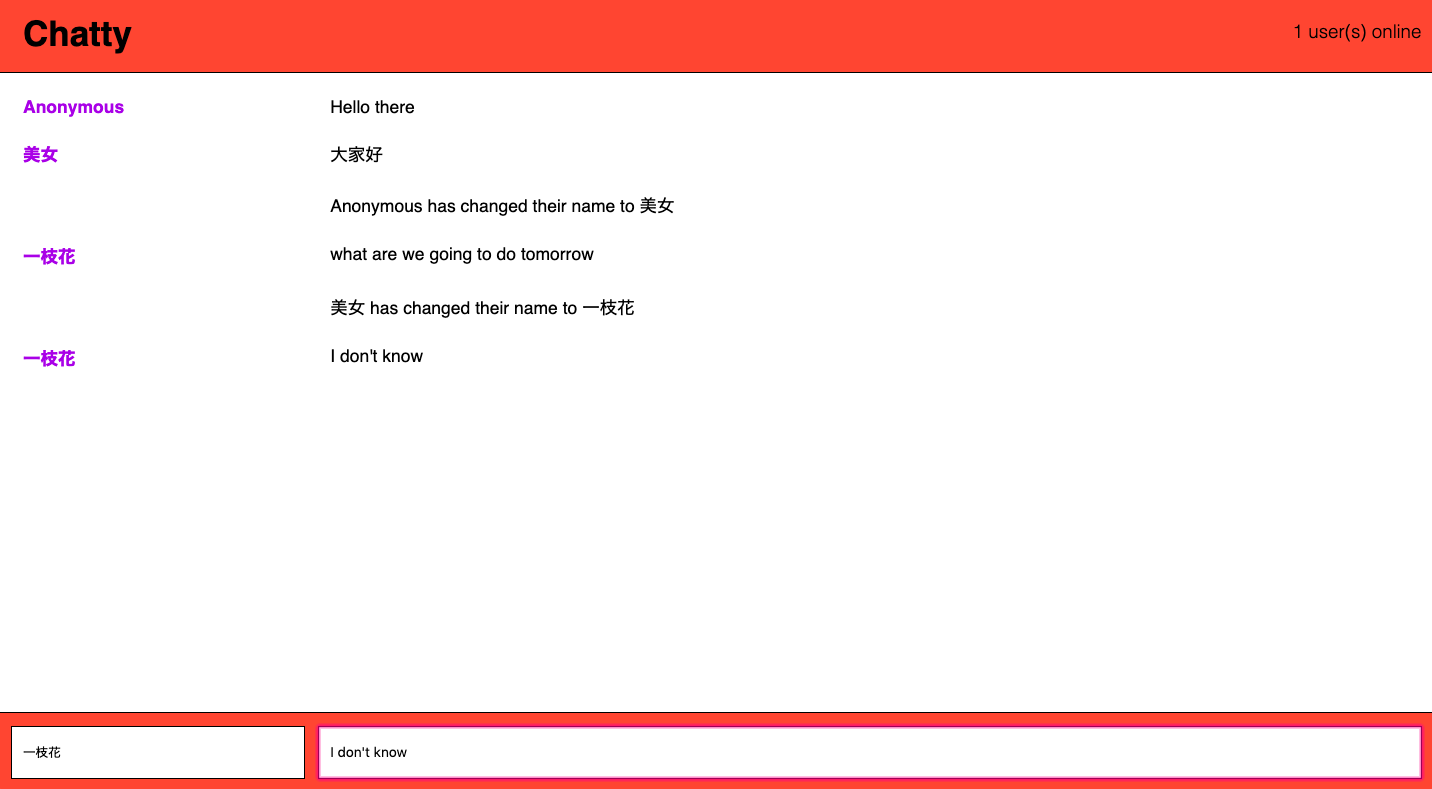 Chatty
1 user(s) online
Anonymous Hello there
美女 大家好
Anonymous has changed their name to 美女
一枝花 what are we going to do tomorrow
美女 has changed their name to 一枝花
一枝花 I don't know
一枝花 I don't know